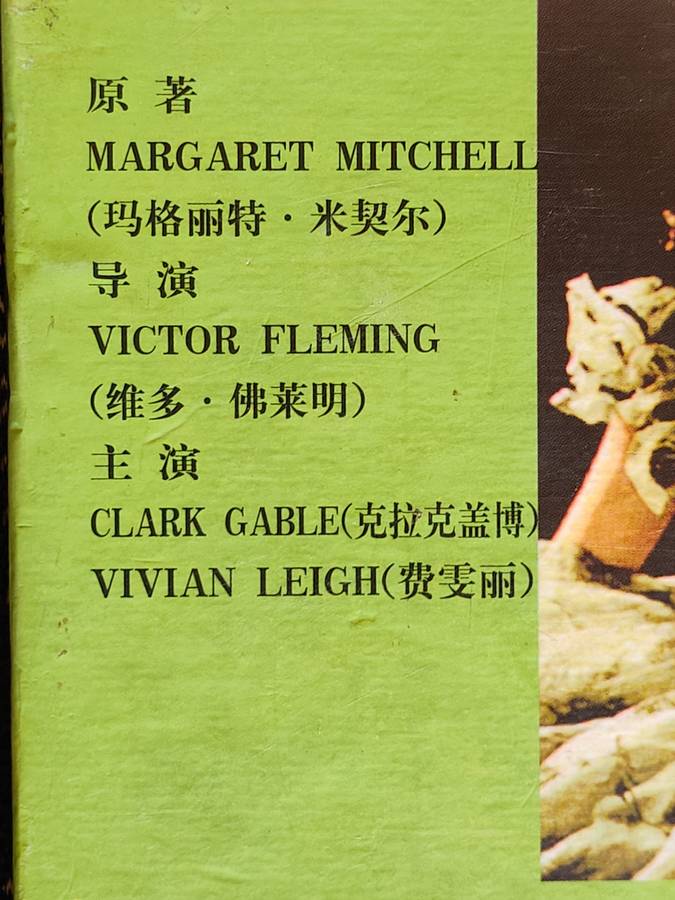 原 著
MARGARET MITCHELL
(玛格丽特·米契尔)
导 演
VICTOR FLEMING
(维多·佛莱明)
主 演
CLARK GABLE(克拉克盖博)
VIVIAN LEIGH(费雯丽)